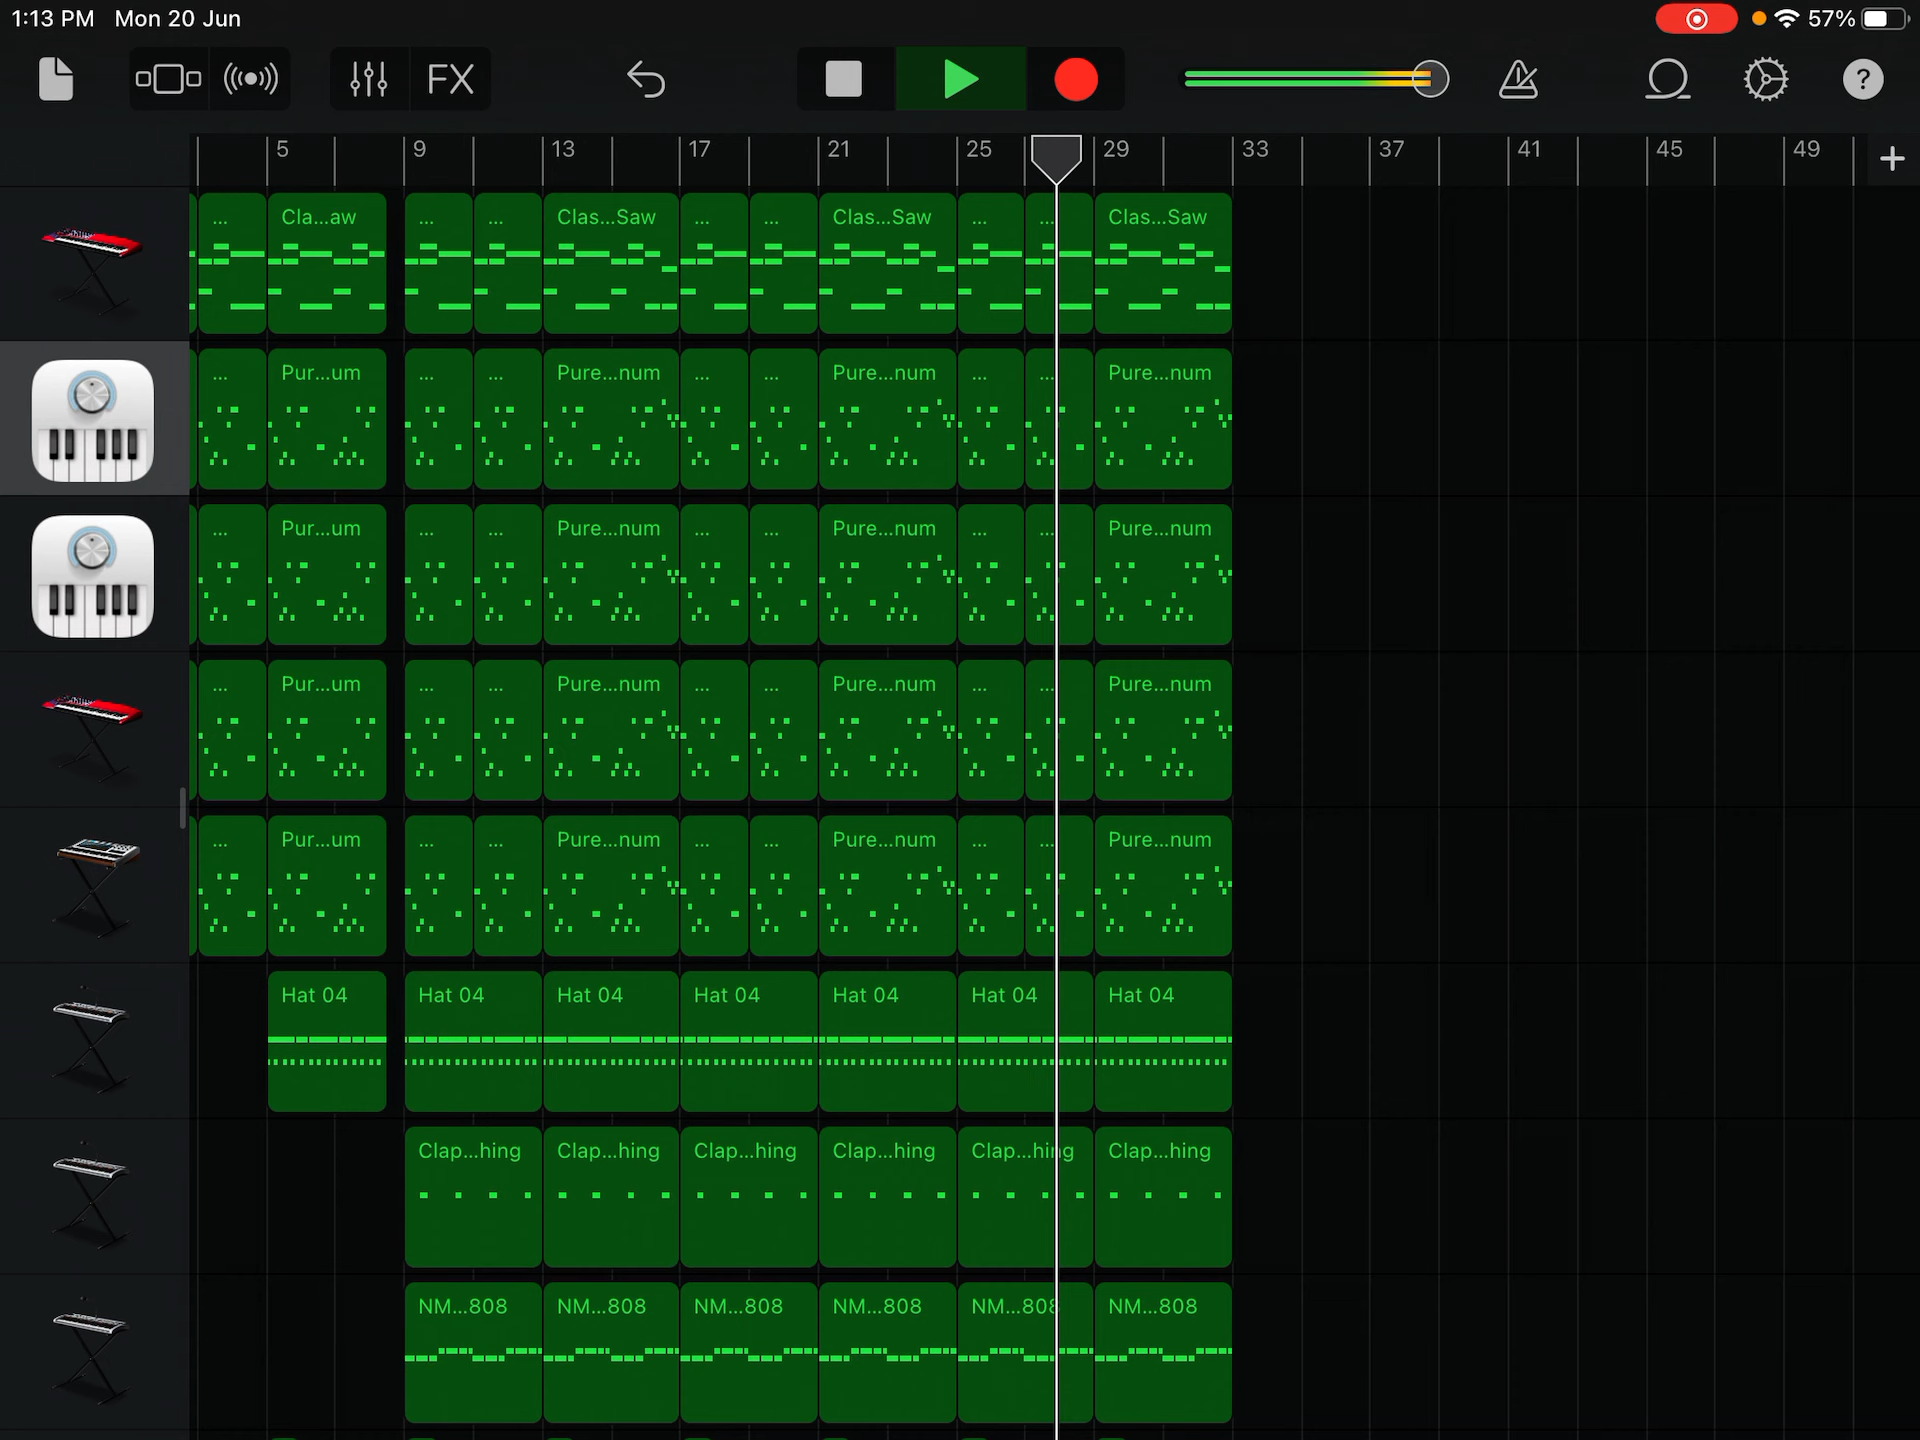 1:13 PM Mon 20 Jun 57%
FX ?
5 9 13 17 21 25 29 33 37 41 45 49 +
... Cla...aw ... ... Clas...Saw ... ... Clas...Saw ... ... Clas...Saw
... Pur...um ... ... Pure...num ... ... Pure...num ... ... Pure...num
... Pur...um ... ... Pure...num ... ... Pure...num ... ... Pure...num
... Pur...um ... ... Pure...num ... ... Pure...num ... ... Pure...num
... Pur...um ... ... Pure...num ... ... Pure...num ... ... Pure...num
Hat 04 Hat 04 Hat 04 Hat 04 Hat 04 Hat 04 Hat 04
Clap...hing Clap...hing Clap...hing Clap...hing Clap...hing Clap...hing
NM...808 NM...808 NM...808 NM...808 NM...808 NM...808